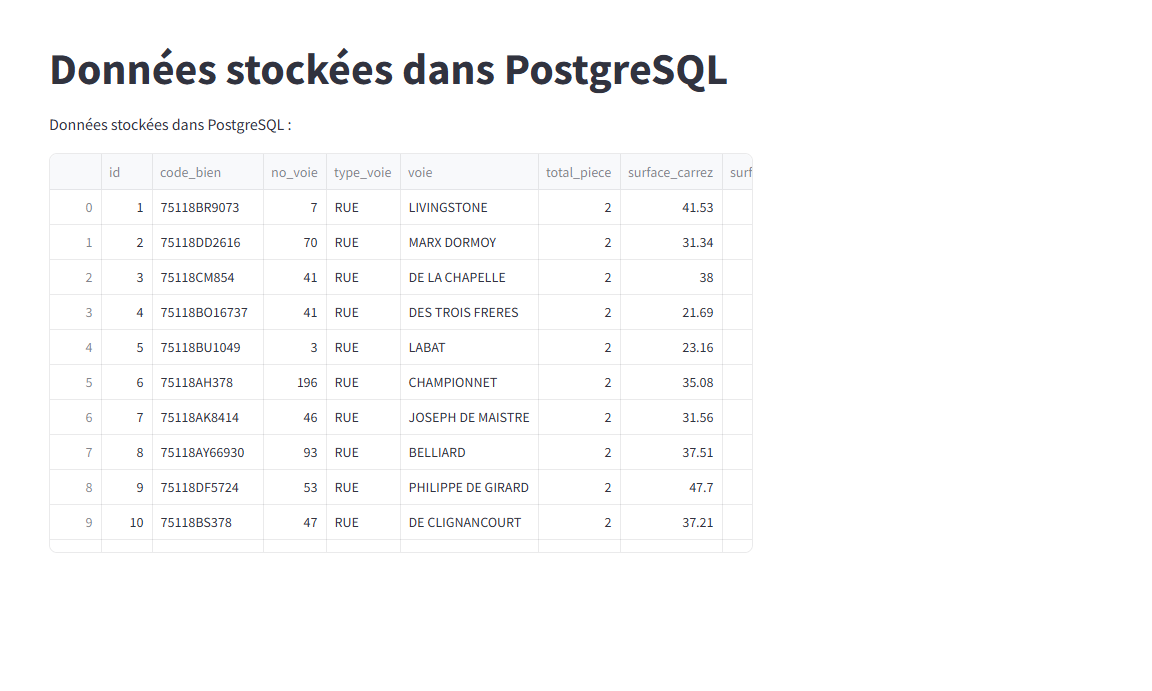 Données stockées dans PostgreSQL
Données stockées dans PostgreSQL :
id code_bien no_voie type_voie voie total_piece surface_carrez surf
0 1 75118BR9073 7 RUE LIVINGSTONE 2 41.53
1 2 75118DD2616 70 RUE MARX DORMOY 2 31.34
2 3 75118CM854 41 RUE DE LA CHAPELLE 2 38
3 4 75118BO16737 41 RUE DES TROIS FRERES 2 21.69
4 5 75118BU1049 3 RUE LABAT 2 23.16
5 6 75118AH378 196 RUE CHAMPIONNET 2 35.08
6 7 75118AK8414 46 RUE JOSEPH DE MAISTRE 2 31.56
7 8 75118AY66930 93 RUE BELLIARD 2 37.51
8 9 75118DF5724 53 RUE PHILIPPE DE GIRARD 2 47.7
9 10 75118BS378 47 RUE DE CLIGNANCOURT 2 37.21